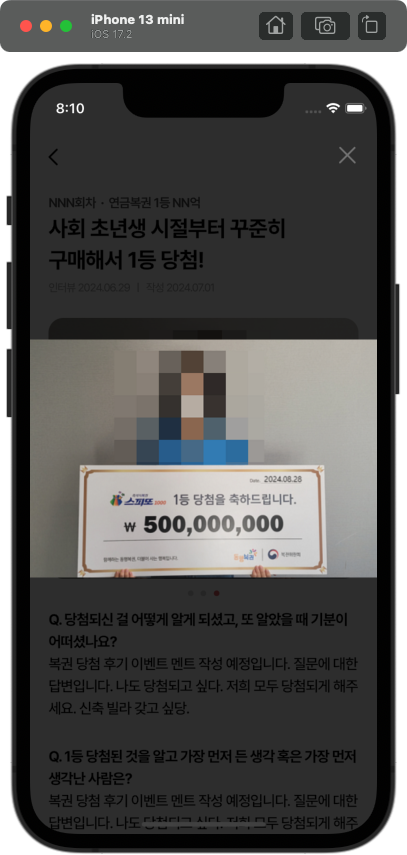 iPhone 13 mini
iOS 17.2
8:10
NNN회차 · 연금복권 1등 NN억
사회 초년생 시절부터 꾸준히
구매해서 1등 당첨!
인터뷰 2024.06.29 | 작성 2024.07.01
Date. 2024.08.28
스피또 1등 당첨을 축하드립니다.
₩ 500,000,000
동행복권
복권위원회
Q. 당첨되신 걸 어떻게 알게 되셨고, 또 알았을 때 기분이
어떠셨나요?
복권 당첨 후기 이벤트 멘트 작성 예정입니다. 질문에 대한
답변입니다. 나도 당첨되고 싶다. 저희 모두 당첨되게 해주
세요. 신축 빌라 갖고 싶당.
Q. 1등 당첨된 것을 알고 가장 먼저 든 생각 혹은 가장 먼저
생각난 사람은?
복권 당첨 후기 이벤트 멘트 작성 예정입니다. 질문에 대한
답변입니다. 나도 당첨되고 싶다. 저희 모두 당첨되게 해주